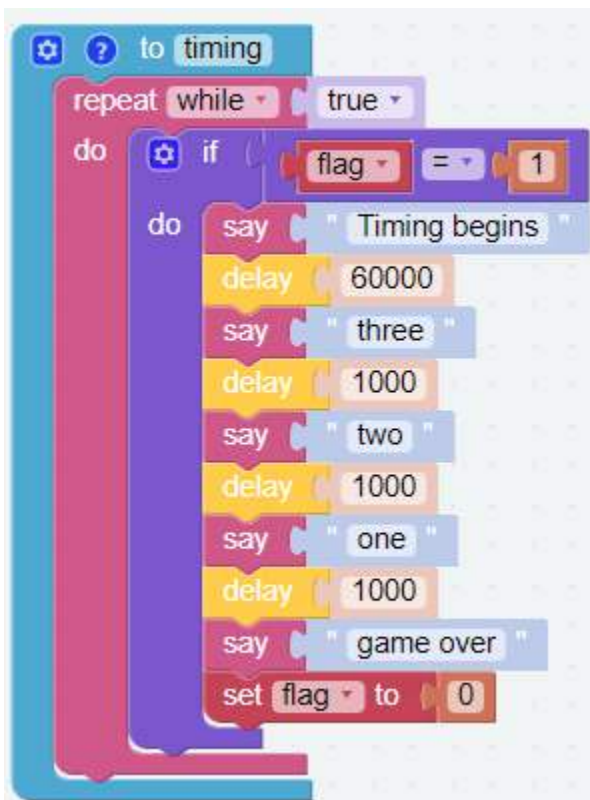 ? to timing
repeat while true
do if flag = 1
do say " Timing begins "
delay 60000
say " three "
delay 1000
say " two "
delay 1000
say " one "
delay 1000
say " game over "
set flag to 0